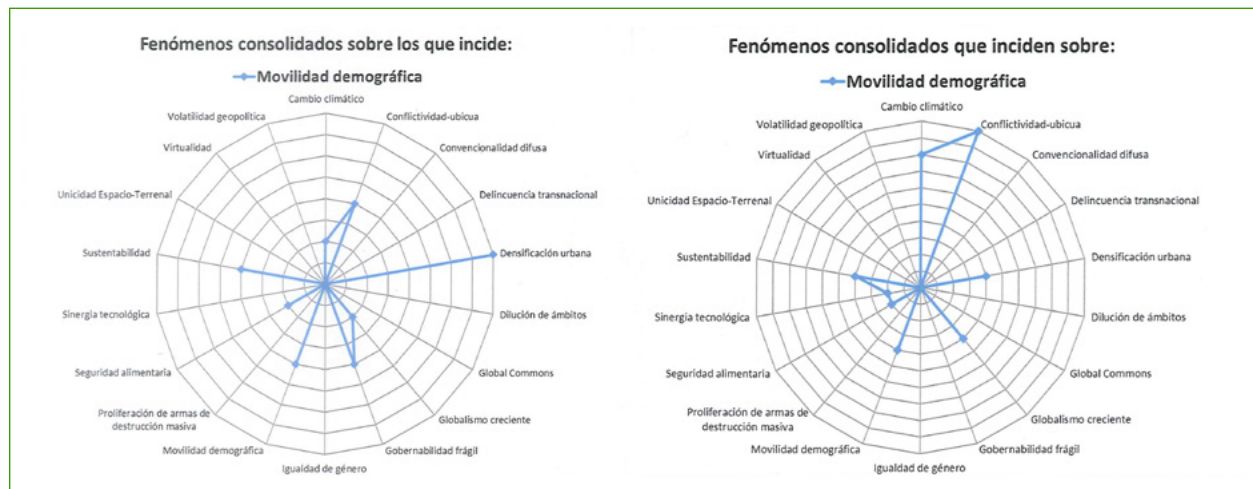 Fenómenos consolidados sobre los que incide:
Movilidad demográfica
Cambio climático
Conflictividad-ubicua
Convencionalidad difusa
Delincuencia transnacional
Densificación urbana
Dilución de ámbitos
Global Commons
Globalismo creciente
Gobernabilidad frágil
Igualdad de género
Movilidad demográfica
Proliferación de armas de
destrucción masiva
Seguridad alimentaria
Sinergia tecnológica
Sustentabilidad
Unicidad Espacio-Terrenal
Virtualidad
Volatilidad geopolítica
Fenómenos consolidados que inciden sobre:
Movilidad demográfica
Cambio climático
Conflictividad-ubicua
Convencionalidad difusa
Delincuencia transnacional
Densificación urbana
Dilución de ámbitos
Global Commons
Globalismo creciente
Gobernabilidad frágil
Igualdad de género
Movilidad demográfica
Proliferación de armas de
destrucción masiva
Seguridad alimentaria
Sinergia tecnológica
Sustentabilidad
Unicidad Espacio-Terrenal
Virtualidad
Volatilidad geopolítica